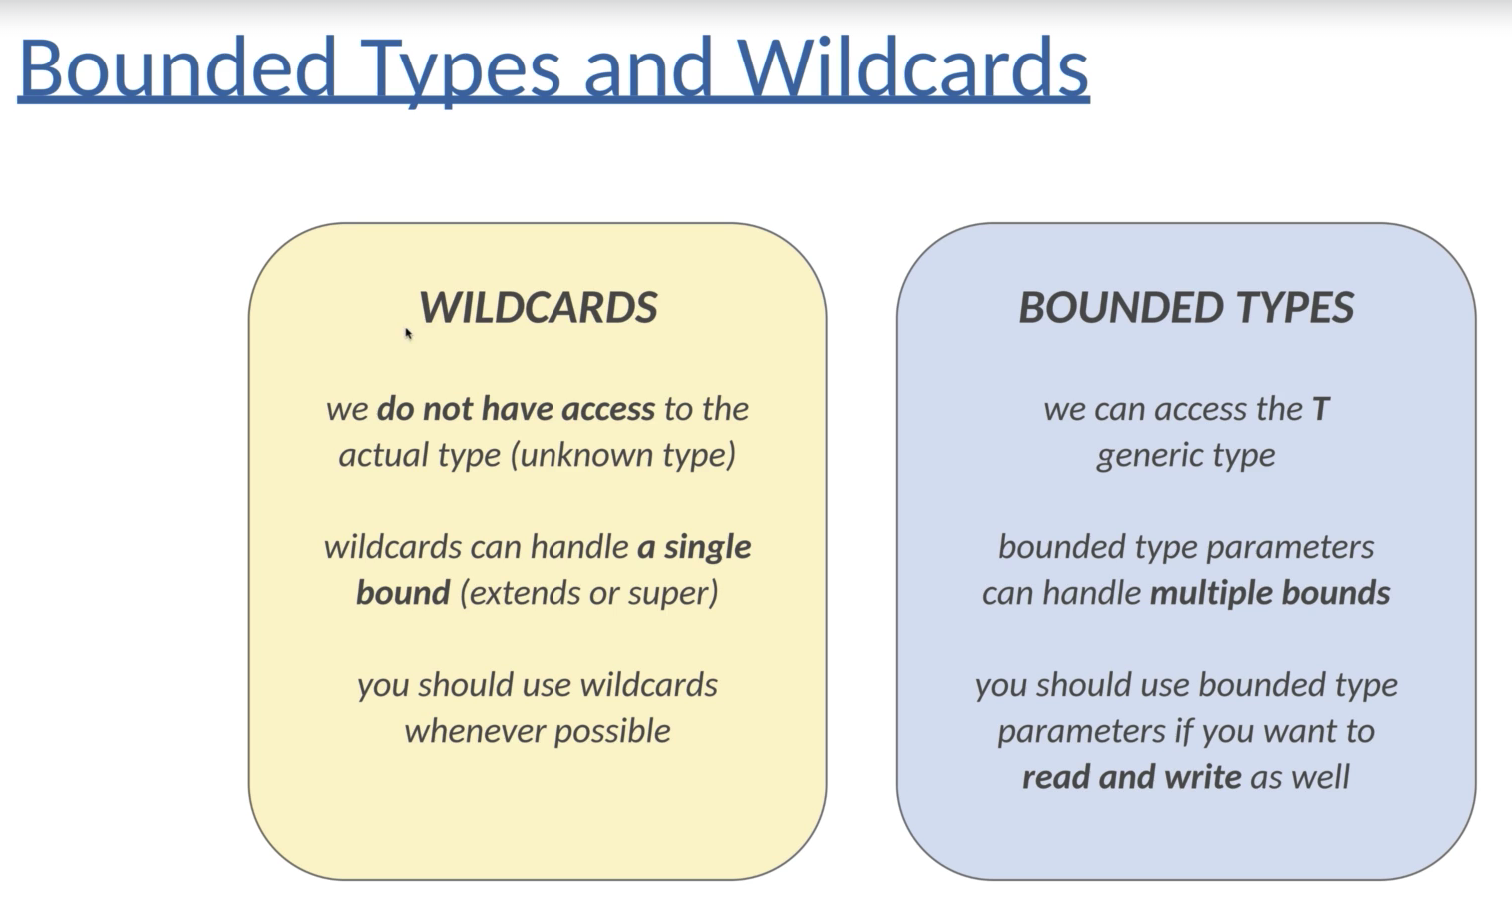 Bounded Types and Wildcards
WILDCARDS
we do not have access to the
actual type (unknown type)
wildcards can handle a single
bound (extends or super)
you should use wildcards
whenever possible
BOUNDED TYPES
we can access the T
generic type
bounded type parameters
can handle multiple bounds
you should use bounded type
parameters if you want to
read and write as well